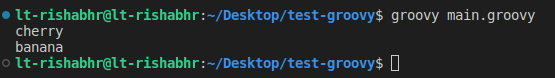 lt-rishabhr@lt-rishabhr:~/Desktop/test-groovy$ groovy main.groovy
cherry
banana
lt-rishabhr@lt-rishabhr:~/Desktop/test-groovy$